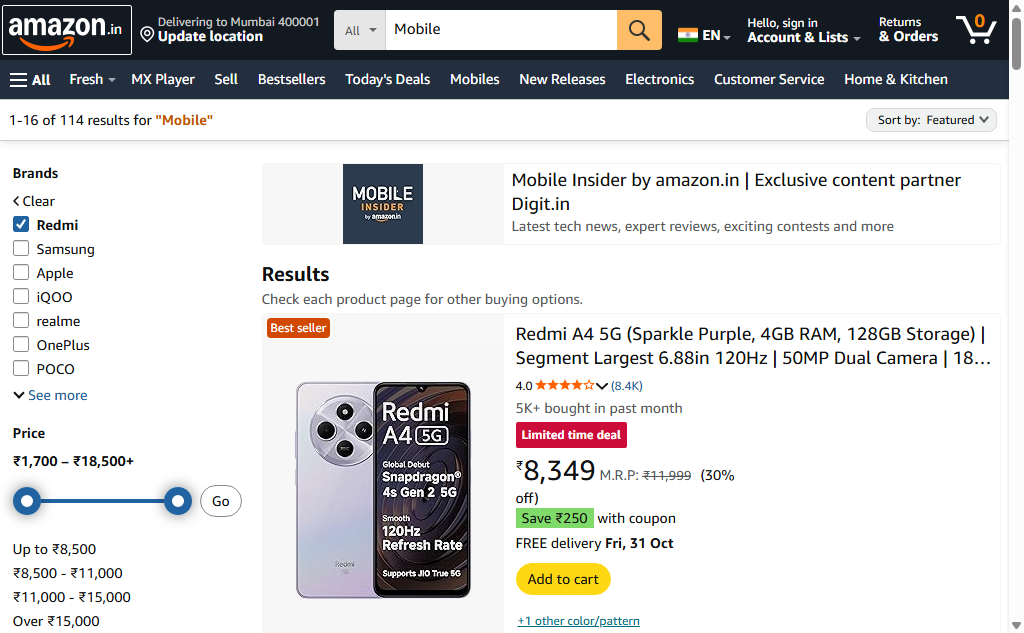 amazon.in
Delivering to Mumbai 400001
Update location
All
Mobile
EN
Hello, sign in
Account & Lists
Returns
& Orders
0
All
Fresh
MX Player
Sell
Bestsellers
Today's Deals
Mobiles
New Releases
Electronics
Customer Service
Home & Kitchen
1-16 of 114 results for "Mobile"
Sort by: Featured
Brands
Clear
Redmi
Samsung
Apple
iQOO
realme
OnePlus
POCO
See more
Price
₹1,700 – ₹18,500+
Go
Up to ₹8,500
₹8,500 - ₹11,000
₹11,000 - ₹15,000
Over ₹15,000
MOBILE
INSIDER
by amazon.in
Mobile Insider by amazon.in | Exclusive content partner
Digit.in
Latest tech news, expert reviews, exciting contests and more
Results
Check each product page for other buying options.
Best seller
Redmi
A4 5G
Global Debut
Snapdragon®
4s Gen 2 5G
Smooth
120Hz
Refresh Rate
Supports JIO True 5G
Redmi
Redmi A4 5G (Sparkle Purple, 4GB RAM, 128GB Storage) |
Segment Largest 6.88in 120Hz | 50MP Dual Camera | 18…
4.0 (8.4K)
5K+ bought in past month
Limited time deal
₹8,349 M.R.P: ₹11,999 (30%
off)
Save ₹250 with coupon
FREE delivery Fri, 31 Oct
Add to cart
+1 other color/pattern